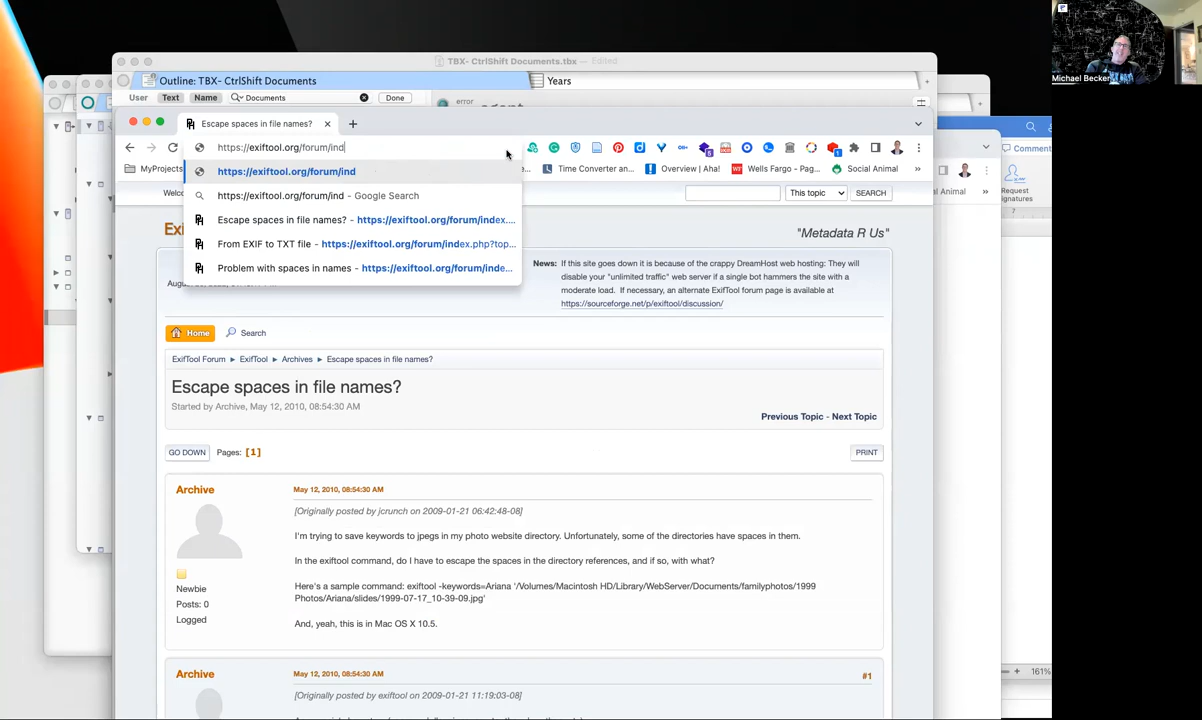 Michael Becker
TBX- CtrlShift Documents.tbx — Edited
Outline: TBX- CtrlShift Documents
Years
User Text Name Documents Done
error
Escape spaces in file names?
https://exiftool.org/forum/ind
MyProjects
Time Converter an...
Overview | Aha!
Wells Fargo - Pag...
Social Animal
»
https://exiftool.org/forum/ind
https://exiftool.org/forum/ind - Google Search
Escape spaces in file names? - https://exiftool.org/forum/index....
From EXIF to TXT file - https://exiftool.org/forum/index.php?top...
Problem with spaces in names - https://exiftool.org/forum/inde...
This topic
SEARCH
"Metadata R Us"
News: If this site goes down it is because of the crappy DreamHost web hosting: They will
disable your "unlimited traffic" web server if a single bot hammers the site with a
moderate load. If necessary, an alternate ExifTool forum page is available at
https://sourceforge.net/p/exiftool/discussion/
Home
Search
ExifTool Forum ► ExifTool ► Archives ► Escape spaces in file names?
Escape spaces in file names?
Started by Archive, May 12, 2010, 08:54:30 AM
Previous Topic - Next Topic
GO DOWN
Pages: [1]
PRINT
Archive
May 12, 2010, 08:54:30 AM
[Originally posted by jcrunch on 2009-01-21 06:42:48-08]
I'm trying to save keywords to jpegs in my photo website directory. Unfortunately, some of the directories have spaces in them.
In the exiftool command, do I have to escape the spaces in the directory references, and if so, with what?
Newbie
Posts: 0
Logged
Here's a sample command: exiftool -keywords=Ariana '/Volumes/Macintosh HD/Library/WebServer/Documents/familyphotos/1999
Photos/Ariana/slides/1999-07-17_10-39-09.jpg'
And, yeah, this is in Mac OS X 10.5.
Archive
May 12, 2010, 08:54:30 AM
#1
[Originally posted by exiftool on 2009-01-21 11:19:03-08]
Comment
Request
7
161%